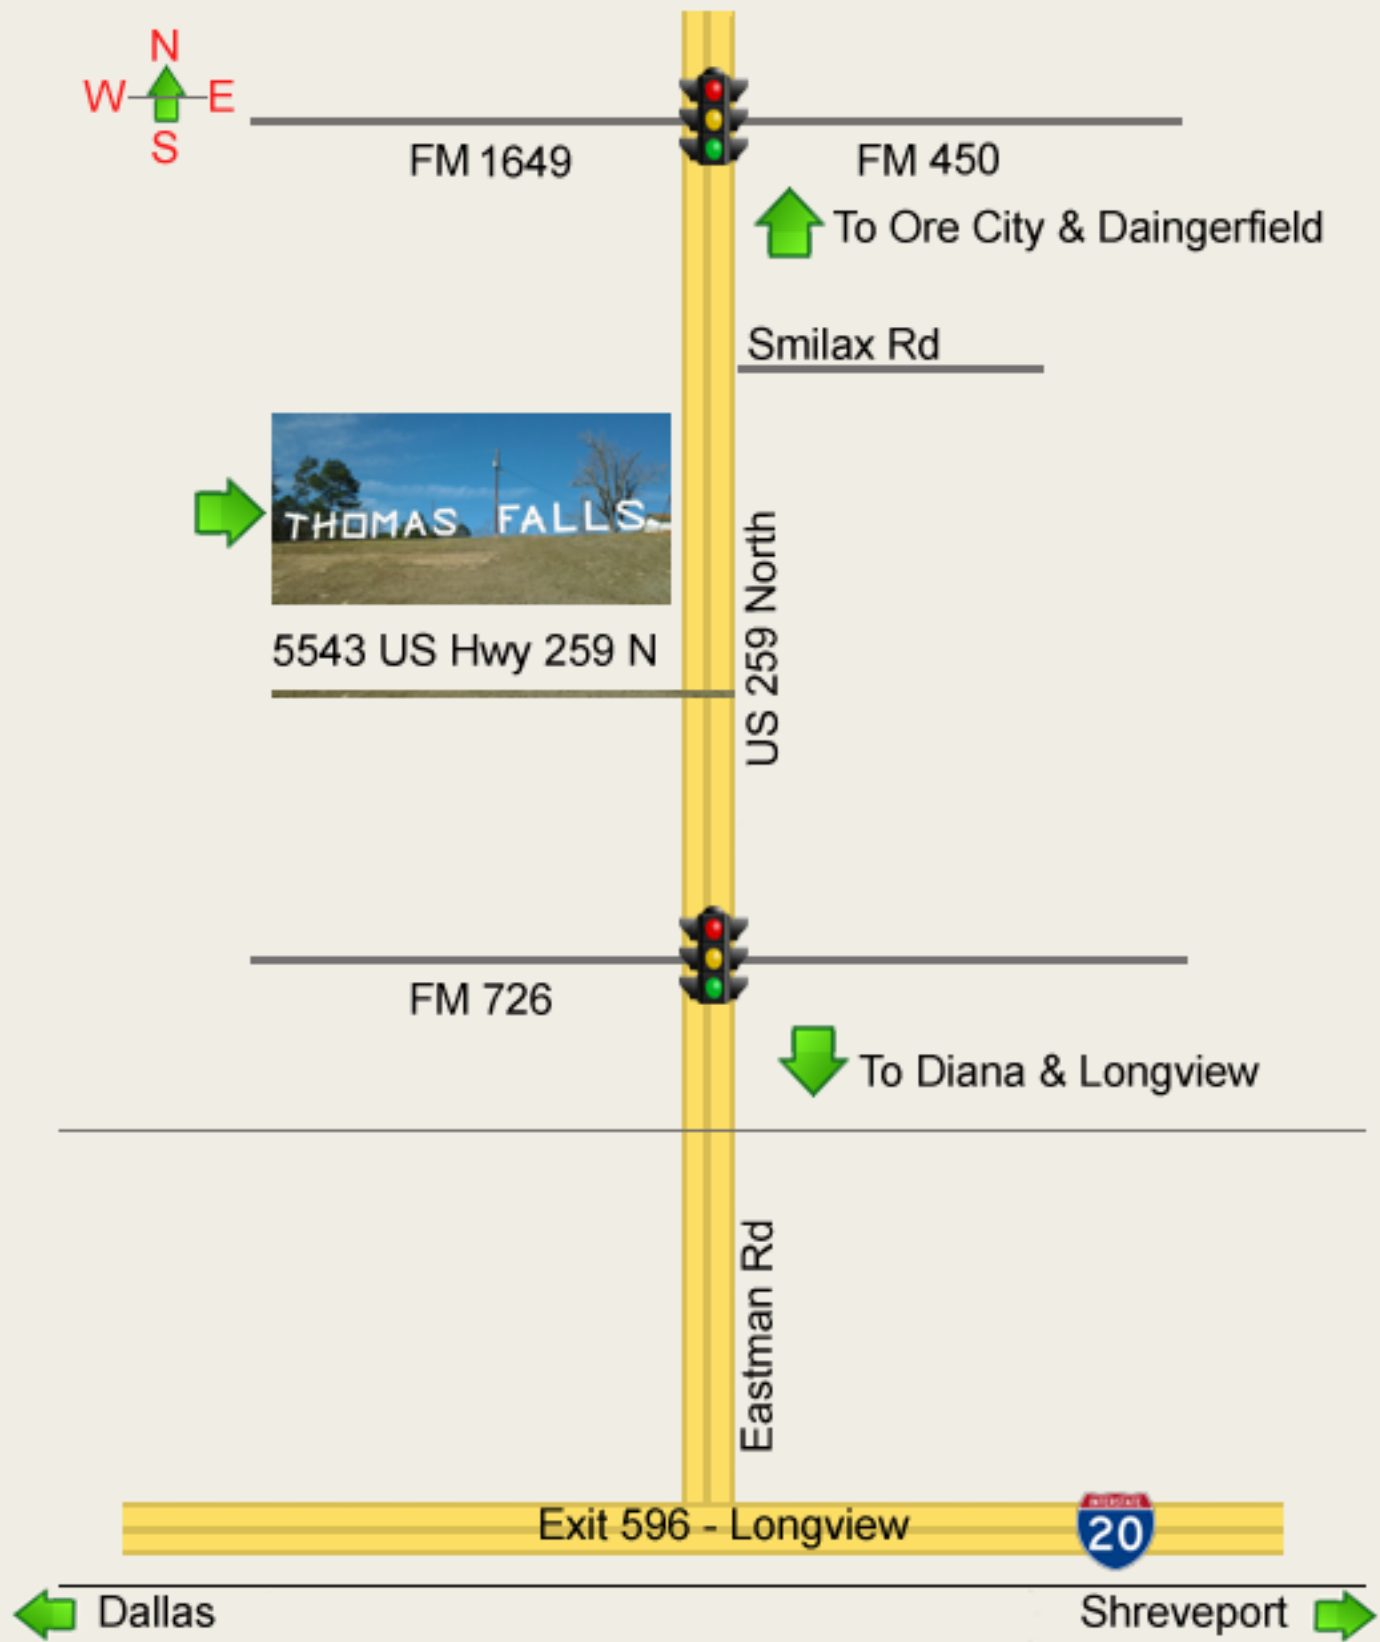 N
W E
S
FM 1649
FM 450
To Ore City & Daingerfield
Smilax Rd
THOMAS FALLS
5543 US Hwy 259 N
US 259 North
FM 726
To Diana & Longview
Eastman Rd
Exit 596 - Longview
INTERSTATE
20
Dallas
Shreveport